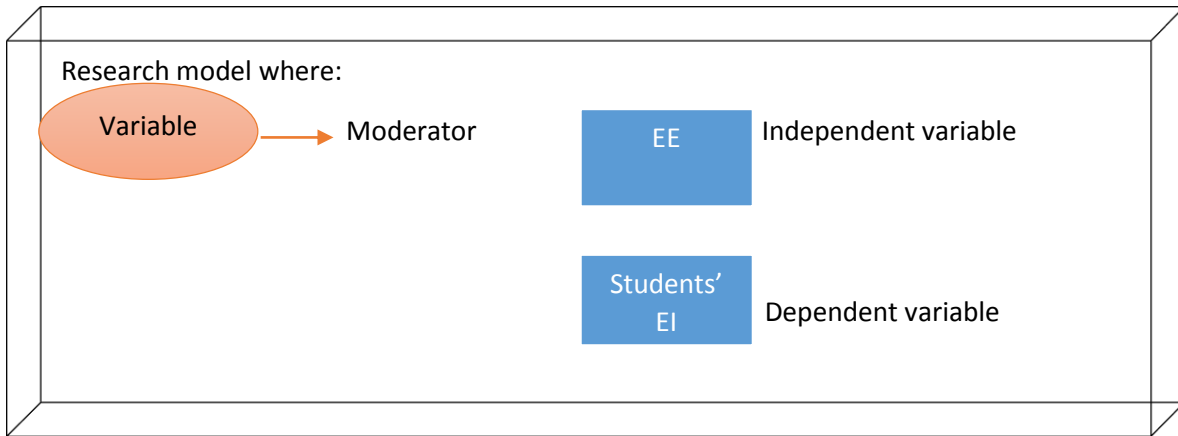 Research model where:
Variable
Moderator
EE
Independent variable
Students’
EI
Dependent variable